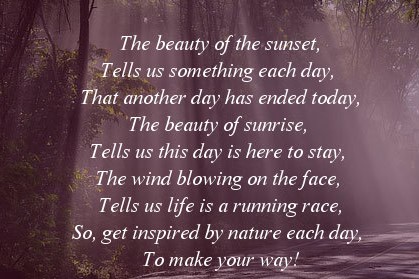 The beauty of the sunset,
Tells us something each day,
That another day has ended today,
The beauty of sunrise,
Tells us this day is here to stay,
The wind blowing on the face,
Tells us life is a running race,
So, get inspired by nature each day,
To make your way!